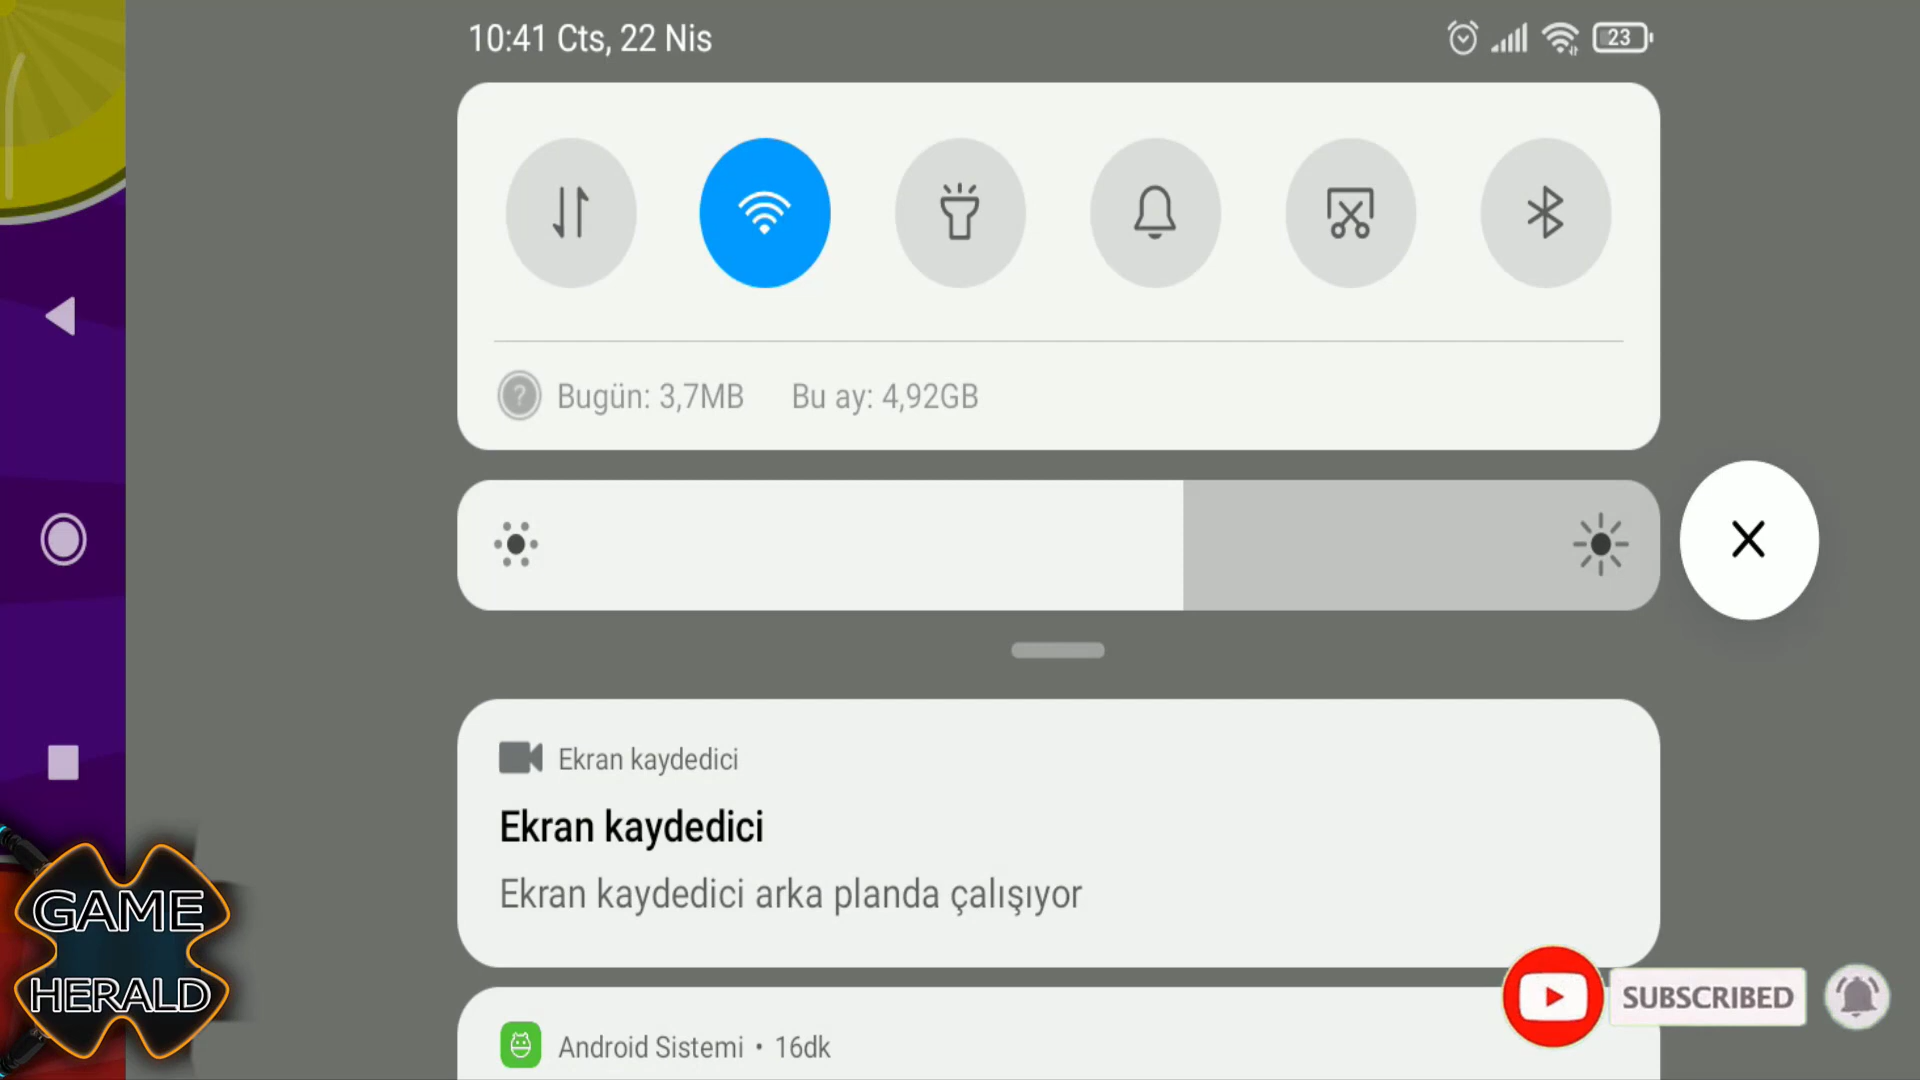 10:41 Cts, 22 Nis
23
Bugün: 3,7MB Bu ay: 4,92GB
Ekran kaydedici
Ekran kaydedici
Ekran kaydedici arka planda çalışıyor
Android Sistemi • 16dk
GAME
HERALD
SUBSCRIBED